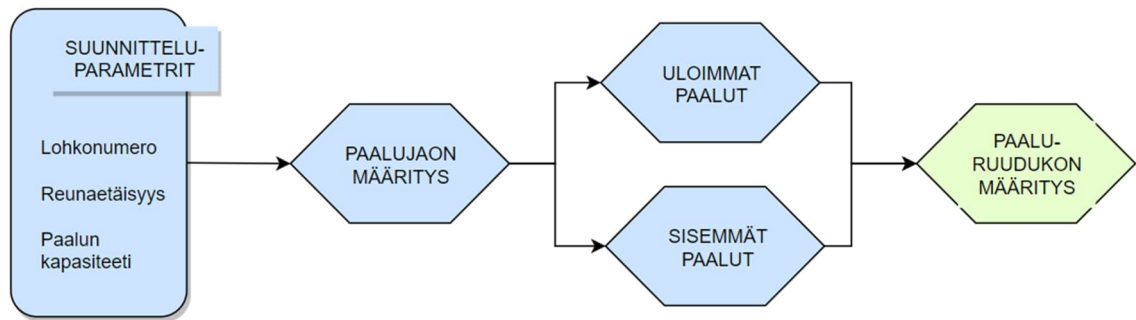 SUUNNITTELU-
PARAMETRIT
Lohkonumero
Reunaetäisyys
Paalun
kapasiteeti
PAALUJAON
MÄÄRITYS
ULOIMMAT
PAALUT
SISEMMÄT
PAALUT
PAALU-
RUUDUKON
MÄÄRITYS